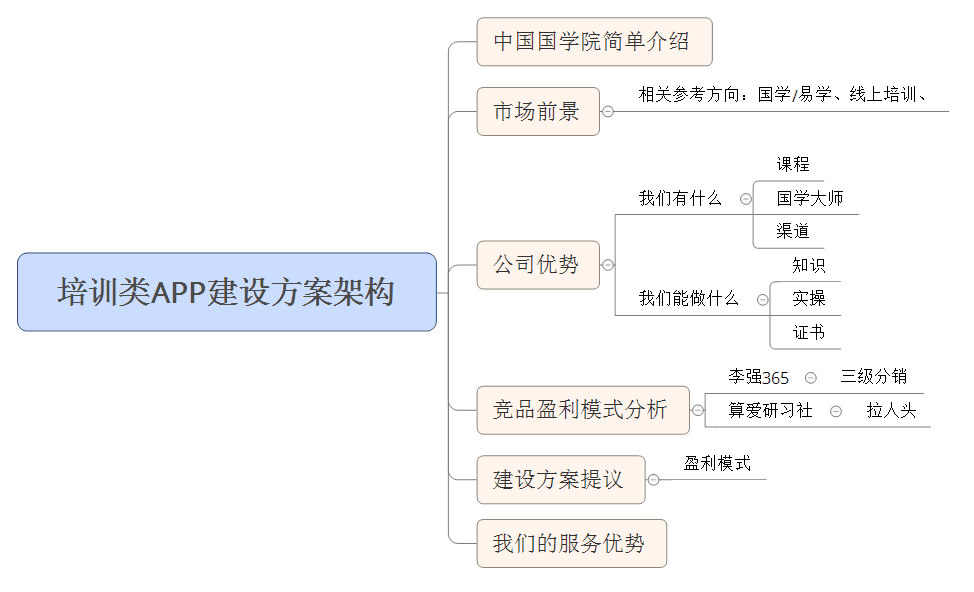 培训类APP建设方案架构
中国国学院简单介绍
市场前景
相关参考方向：国学/易学、线上培训、
公司优势
我们有什么
课程
国学大师
渠道
我们能做什么
知识
实操
证书
竞品盈利模式分析
李强365
三级分销
算爱研习社
拉人头
建设方案提议
盈利模式
我们的服务优势